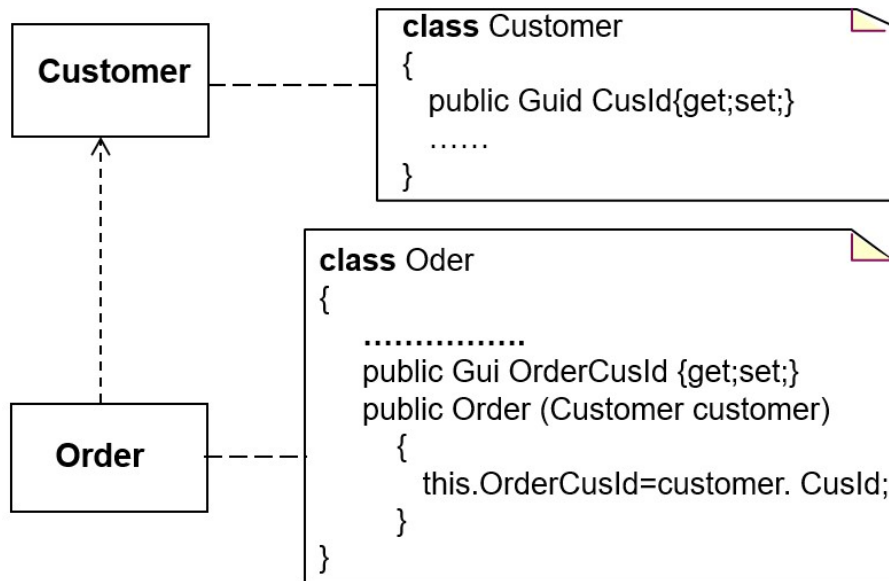 Customer
class Customer
{
public Guid CusId{get;set;}
......
}
Order
class Oder
{
................
public Gui OrderCusId {get;set;}
public Order (Customer customer)
{
this.OrderCusId=customer. CusId;
}
}